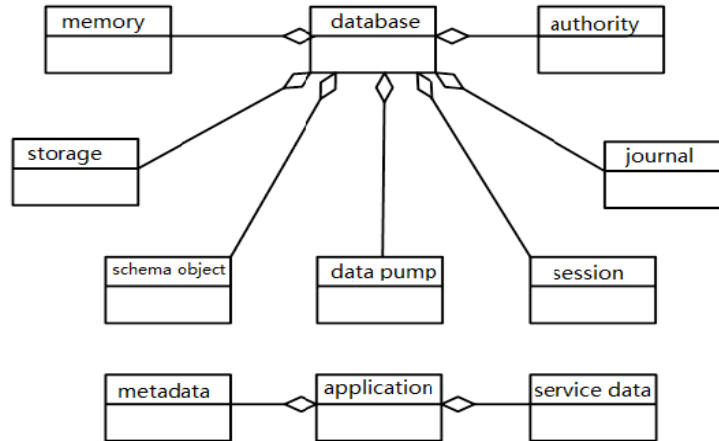 memory
database
authority
storage
journal
schema object
data pump
session
metadata
application
service data